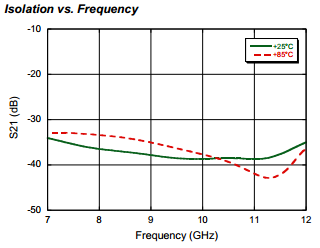 Isolation vs. Frequency
-10
+25°C
+85°C
-20
-30
-40
-50
S21 (dB)
7 8 9 10 11 12
Frequency (GHz)